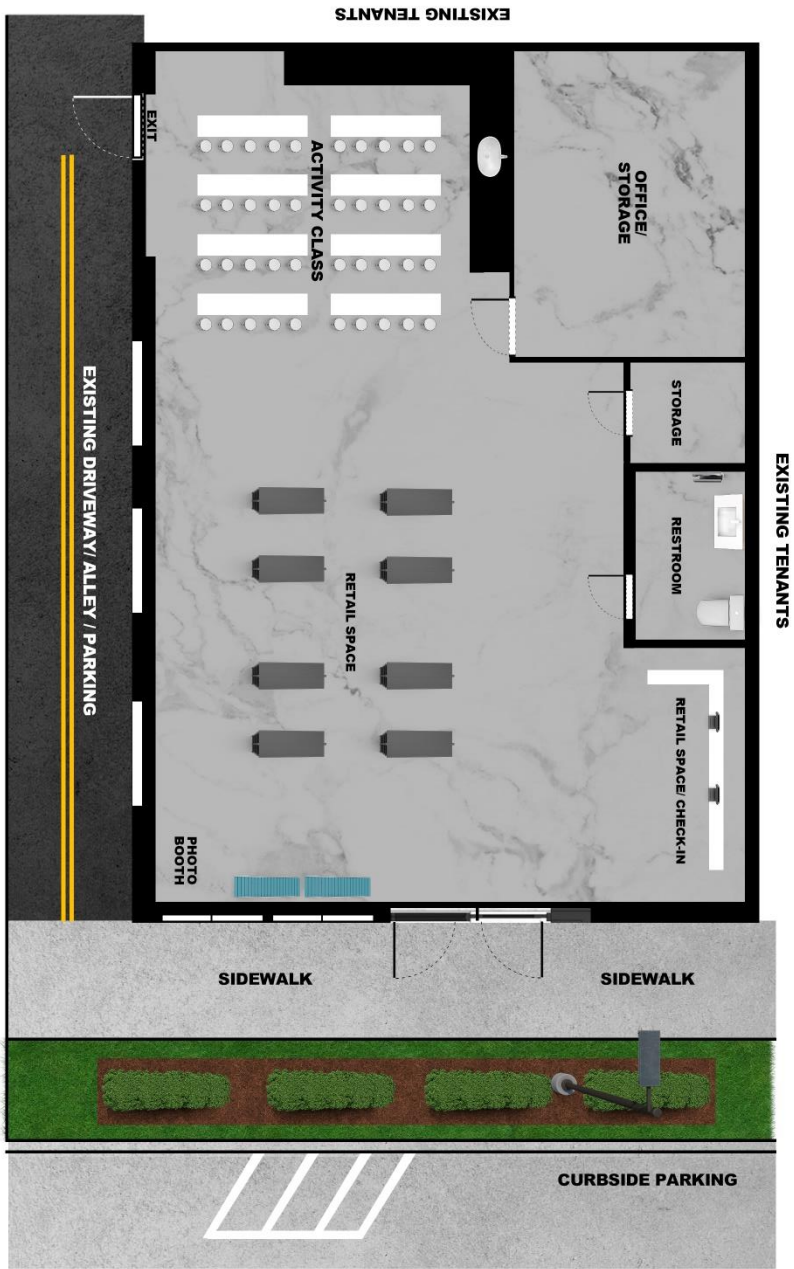 EXISTING TENANTS
EXIT
ACTIVITY CLASS
OFFICE/
STORAGE
STORAGE
EXISTING TENANTS
RESTROOM
EXISTING DRIVEWAY/ ALLEY / PARKING
RETAIL SPACE
RETAIL SPACE/ CHECK-IN
PHOTO
BOOTH
SIDEWALK
SIDEWALK
CURBSIDE PARKING